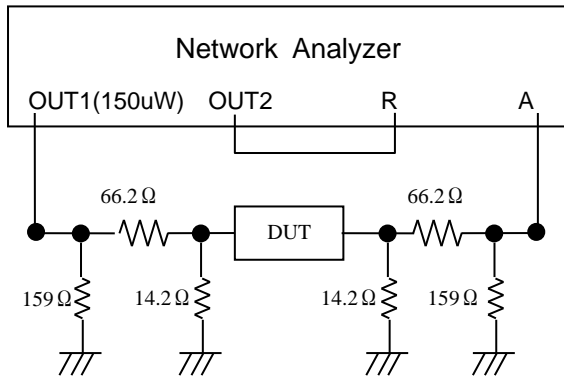 Network Analyzer
OUT1(150uW) OUT2 R A
66.2Ω 66.2Ω
DUT
159Ω 14.2Ω 14.2Ω 159Ω